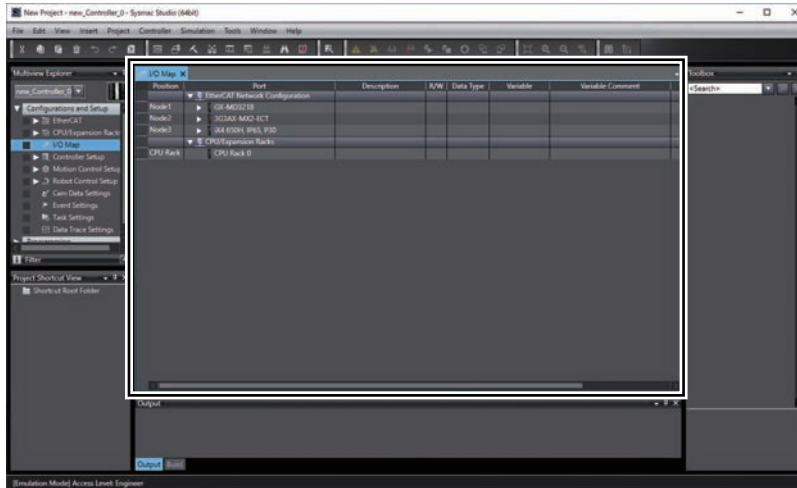 New Project - new_Controller_0 - Sysmac Studio (64bit)
File Edit View Insert Project Controller Simulation Tools Window Help
Multiview Explorer
new_Controller_0
Configurations and Setup
EtherCAT
CPU/Expansion Racks
I/O Map
Controller Setup
Motion Control Setup
Robot Control Setup
Cam Data Settings
Event Settings
Task Settings
Data Trace Settings
Filter
Project Shortcut View
Shortcut Root Folder
I/O Map
Position Port Description R/W Data Type Variable Variable Comment
EtherCAT Network Configuration
Node1 GX-MD3218
Node2 3G3AX-MX2-ECT
Node3 iX4-650H, IP65, P30
CPU/Expansion Racks
CPU Rack CPU Rack 0
Output
Output Build
Toolbox
<Search>
[Emulation Mode] Access Level: Engineer